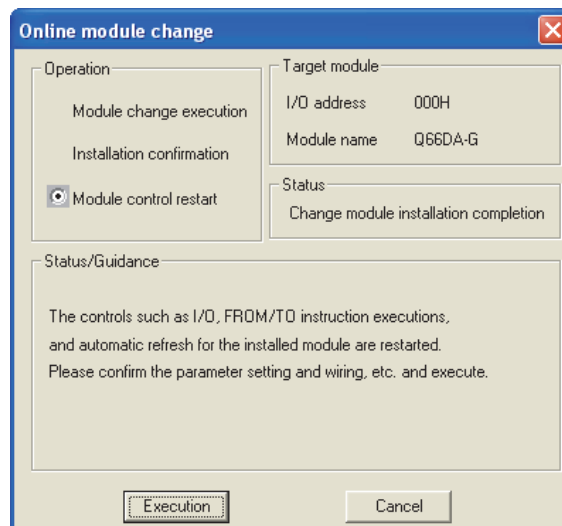 Online module change
Operation
Module change execution
Installation confirmation
Module control restart
Target module
I/O address 000H
Module name Q66DA-G
Status
Change module installation completion
Status/Guidance
The controls such as I/O, FROM/TO instruction executions,
and automatic refresh for the installed module are restarted.
Please confirm the parameter setting and wiring, etc. and execute.
Execution
Cancel